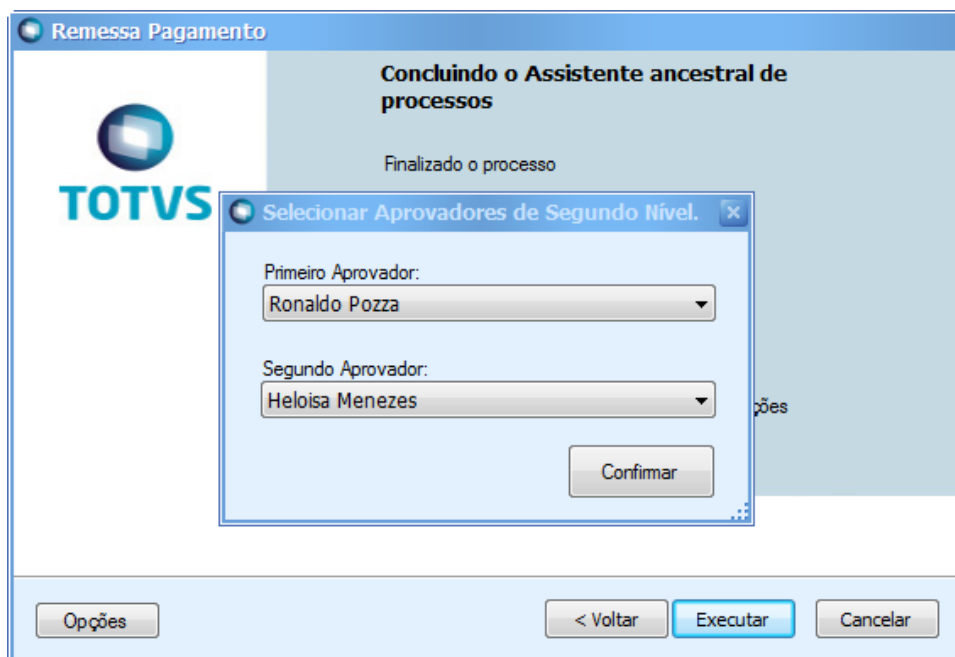 Remessa Pagamento
Concluindo o Assistente ancestral de
processos
TOTVS
Finalizado o processo
Selecionar Aprovadores de Segundo Nível.
Primeiro Aprovador:
Ronaldo Pozza
Segundo Aprovador:
Heloisa Menezes
Confirmar
Opções
< Voltar
Executar
Cancelar